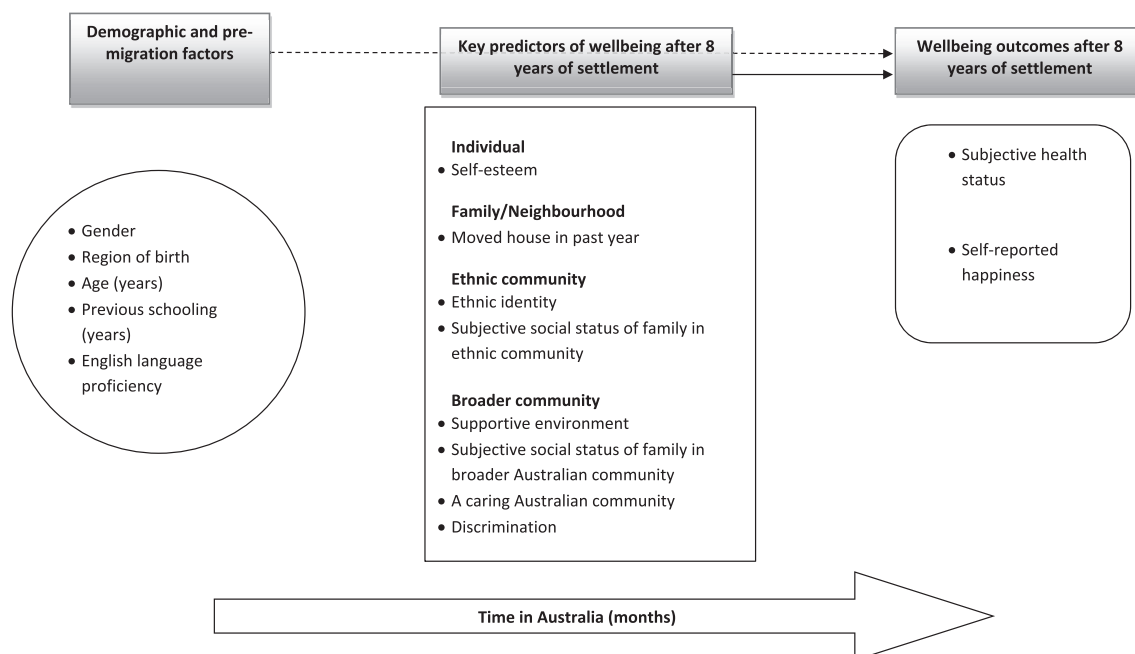 Demographic and pre-
migration factors
Key predictors of wellbeing after 8
years of settlement
Wellbeing outcomes after 8
years of settlement
• Gender
• Region of birth
• Age (years)
• Previous schooling
(years)
• English language
proficiency
Individual
• Self-esteem
Family/Neighbourhood
• Moved house in past year
Ethnic community
• Ethnic identity
• Subjective social status of family in
ethnic community
Broader community
• Supportive environment
• Subjective social status of family in
broader Australian community
• A caring Australian community
• Discrimination
• Subjective health
status
• Self-reported
happiness
Time in Australia (months)